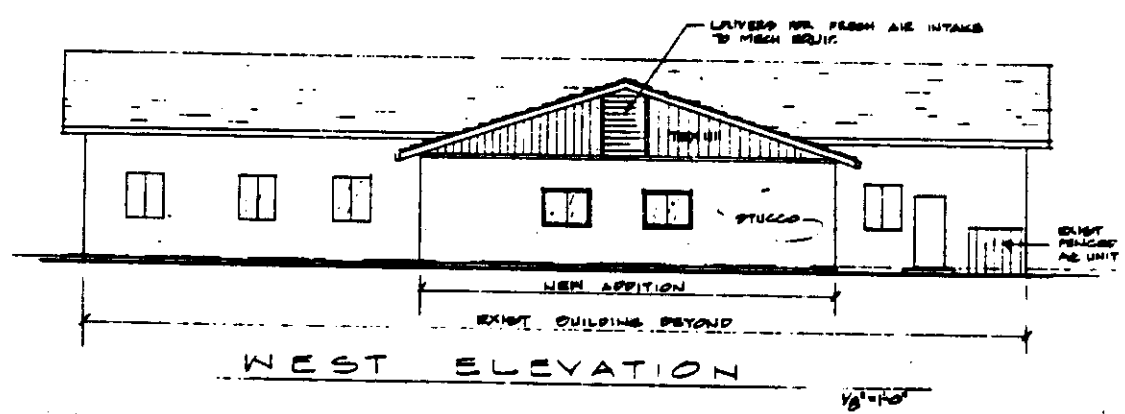 LOUVERS FOR FRESH AIR INTAKE
TO MECH EQUIP.
STUCCO
EXIST
FENCED
A/C UNIT
NEW ADDITION
EXIST BUILDING BEYOND
WEST ELEVATION
1/8"=1'-0"